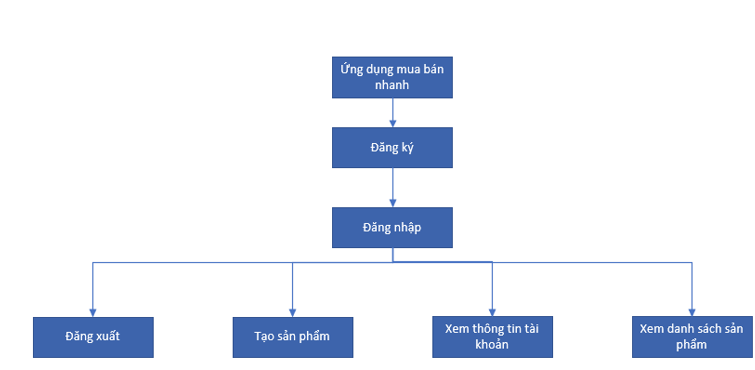 Ứng dụng mua bán
nhanh
Đăng ký
Đăng nhập
Đăng xuất
Tạo sản phẩm
Xem thông tin tài
khoản
Xem danh sách sản
phẩm